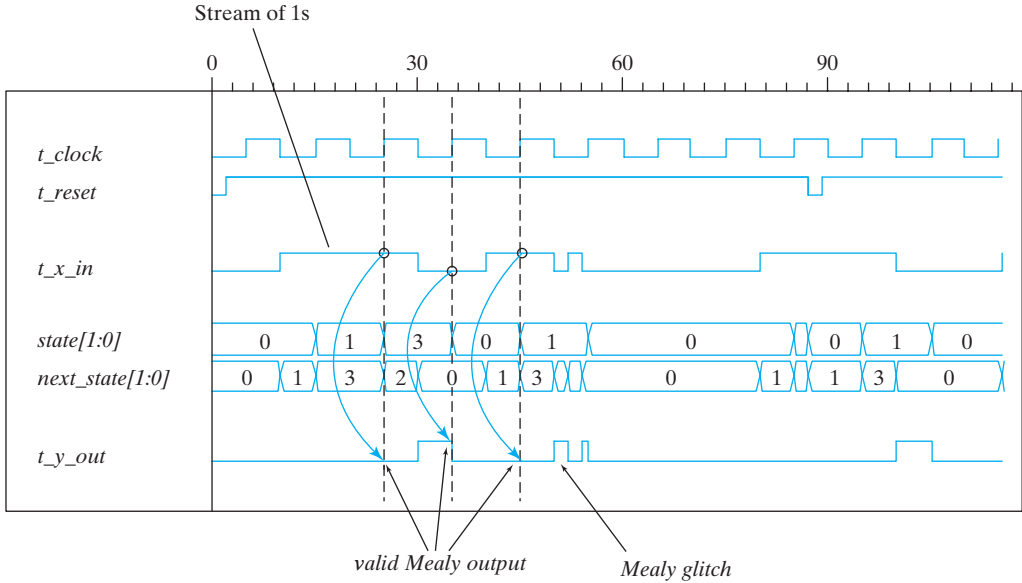 Stream of 1s
0 30 60 90
t_clock
t_reset
t_x_in
state[1:0] 0 1 3 0 1 0 0 1 0
next_state[1:0] 0 1 3 2 0 1 3 0 1 1 3 0
t_y_out
valid Mealy output
Mealy glitch